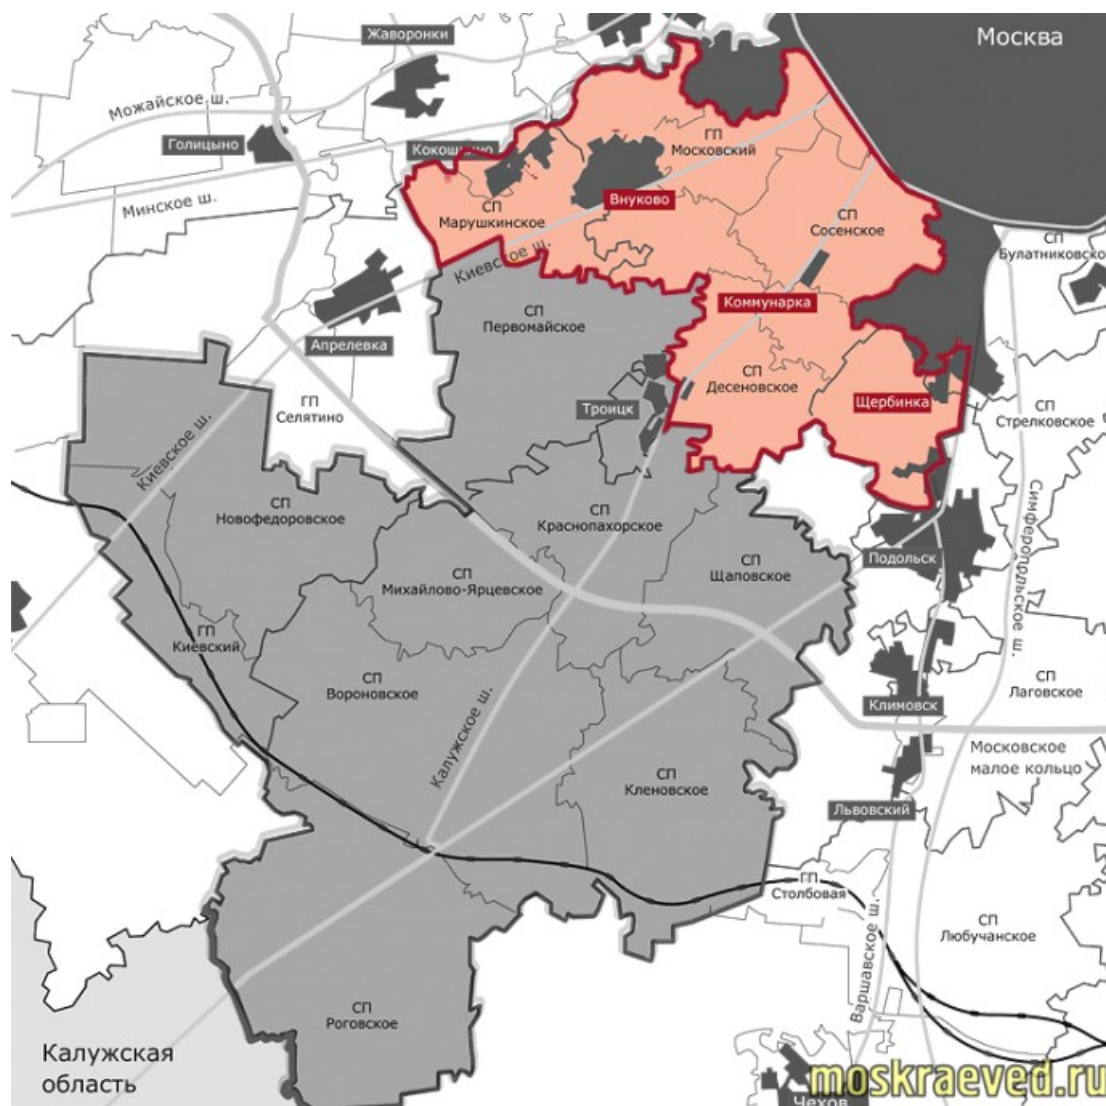 Москва
Жаворонки
Можайское ш.
Голицыно
Кокошкино
ГП
Московский
Минское ш.
Внуково
СП
Марушкинское
СП
Сосенское
СП
Булатниковско
Киевское ш.
Коммунарка
СП
Первомайское
Апрелевка
СП
Десеновское
ГП
Селятино
Троицк
Щербинка
СП
Стрелковское
Киевское ш.
СП
Новофедоровское
СП
Краснопахорское
Симферопольское ш.
СП
Михайлово-Ярцевское
СП
Щаповское
Подольск
ГП
Киевский
СП
Вороновское
СП
Лаговское
Климовск
Калужское ш.
Московское
малое кольцо
СП
Кленовское
Львовский
ГП
Столбовая
СП
Любучанское
Варшавское ш.
СП
Роговское
Калужская
область
moskraeved.ru
Чехов